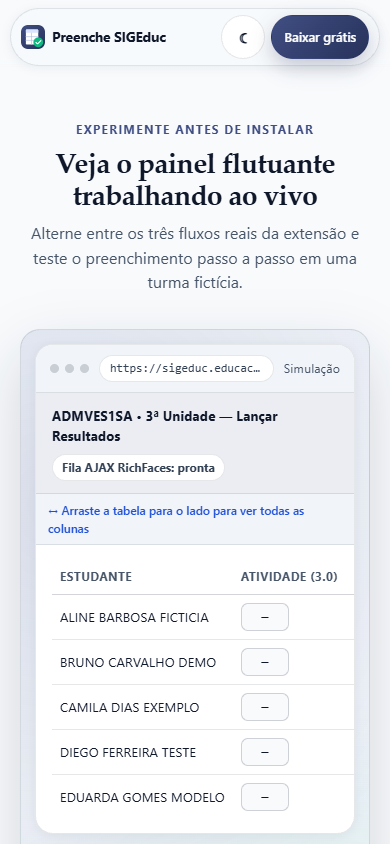 Preenche SIGEduc
Baixar grátis
EXPERIMENTE ANTES DE INSTALAR
Veja o painel flutuante
trabalhando ao vivo
Alterne entre os três fluxos reais da extensão e
teste o preenchimento passo a passo em uma
turma fictícia.
https://sigeduc.educac…
Simulação
ADMVES1SA • 3ª Unidade — Lançar
Resultados
Fila AJAX RichFaces: pronta
↔ Arraste a tabela para o lado para ver todas as
colunas
ESTUDANTE ATIVIDADE (3.0)
ALINE BARBOSA FICTICIA –
BRUNO CARVALHO DEMO –
CAMILA DIAS EXEMPLO –
DIEGO FERREIRA TESTE –
EDUARDA GOMES MODELO –